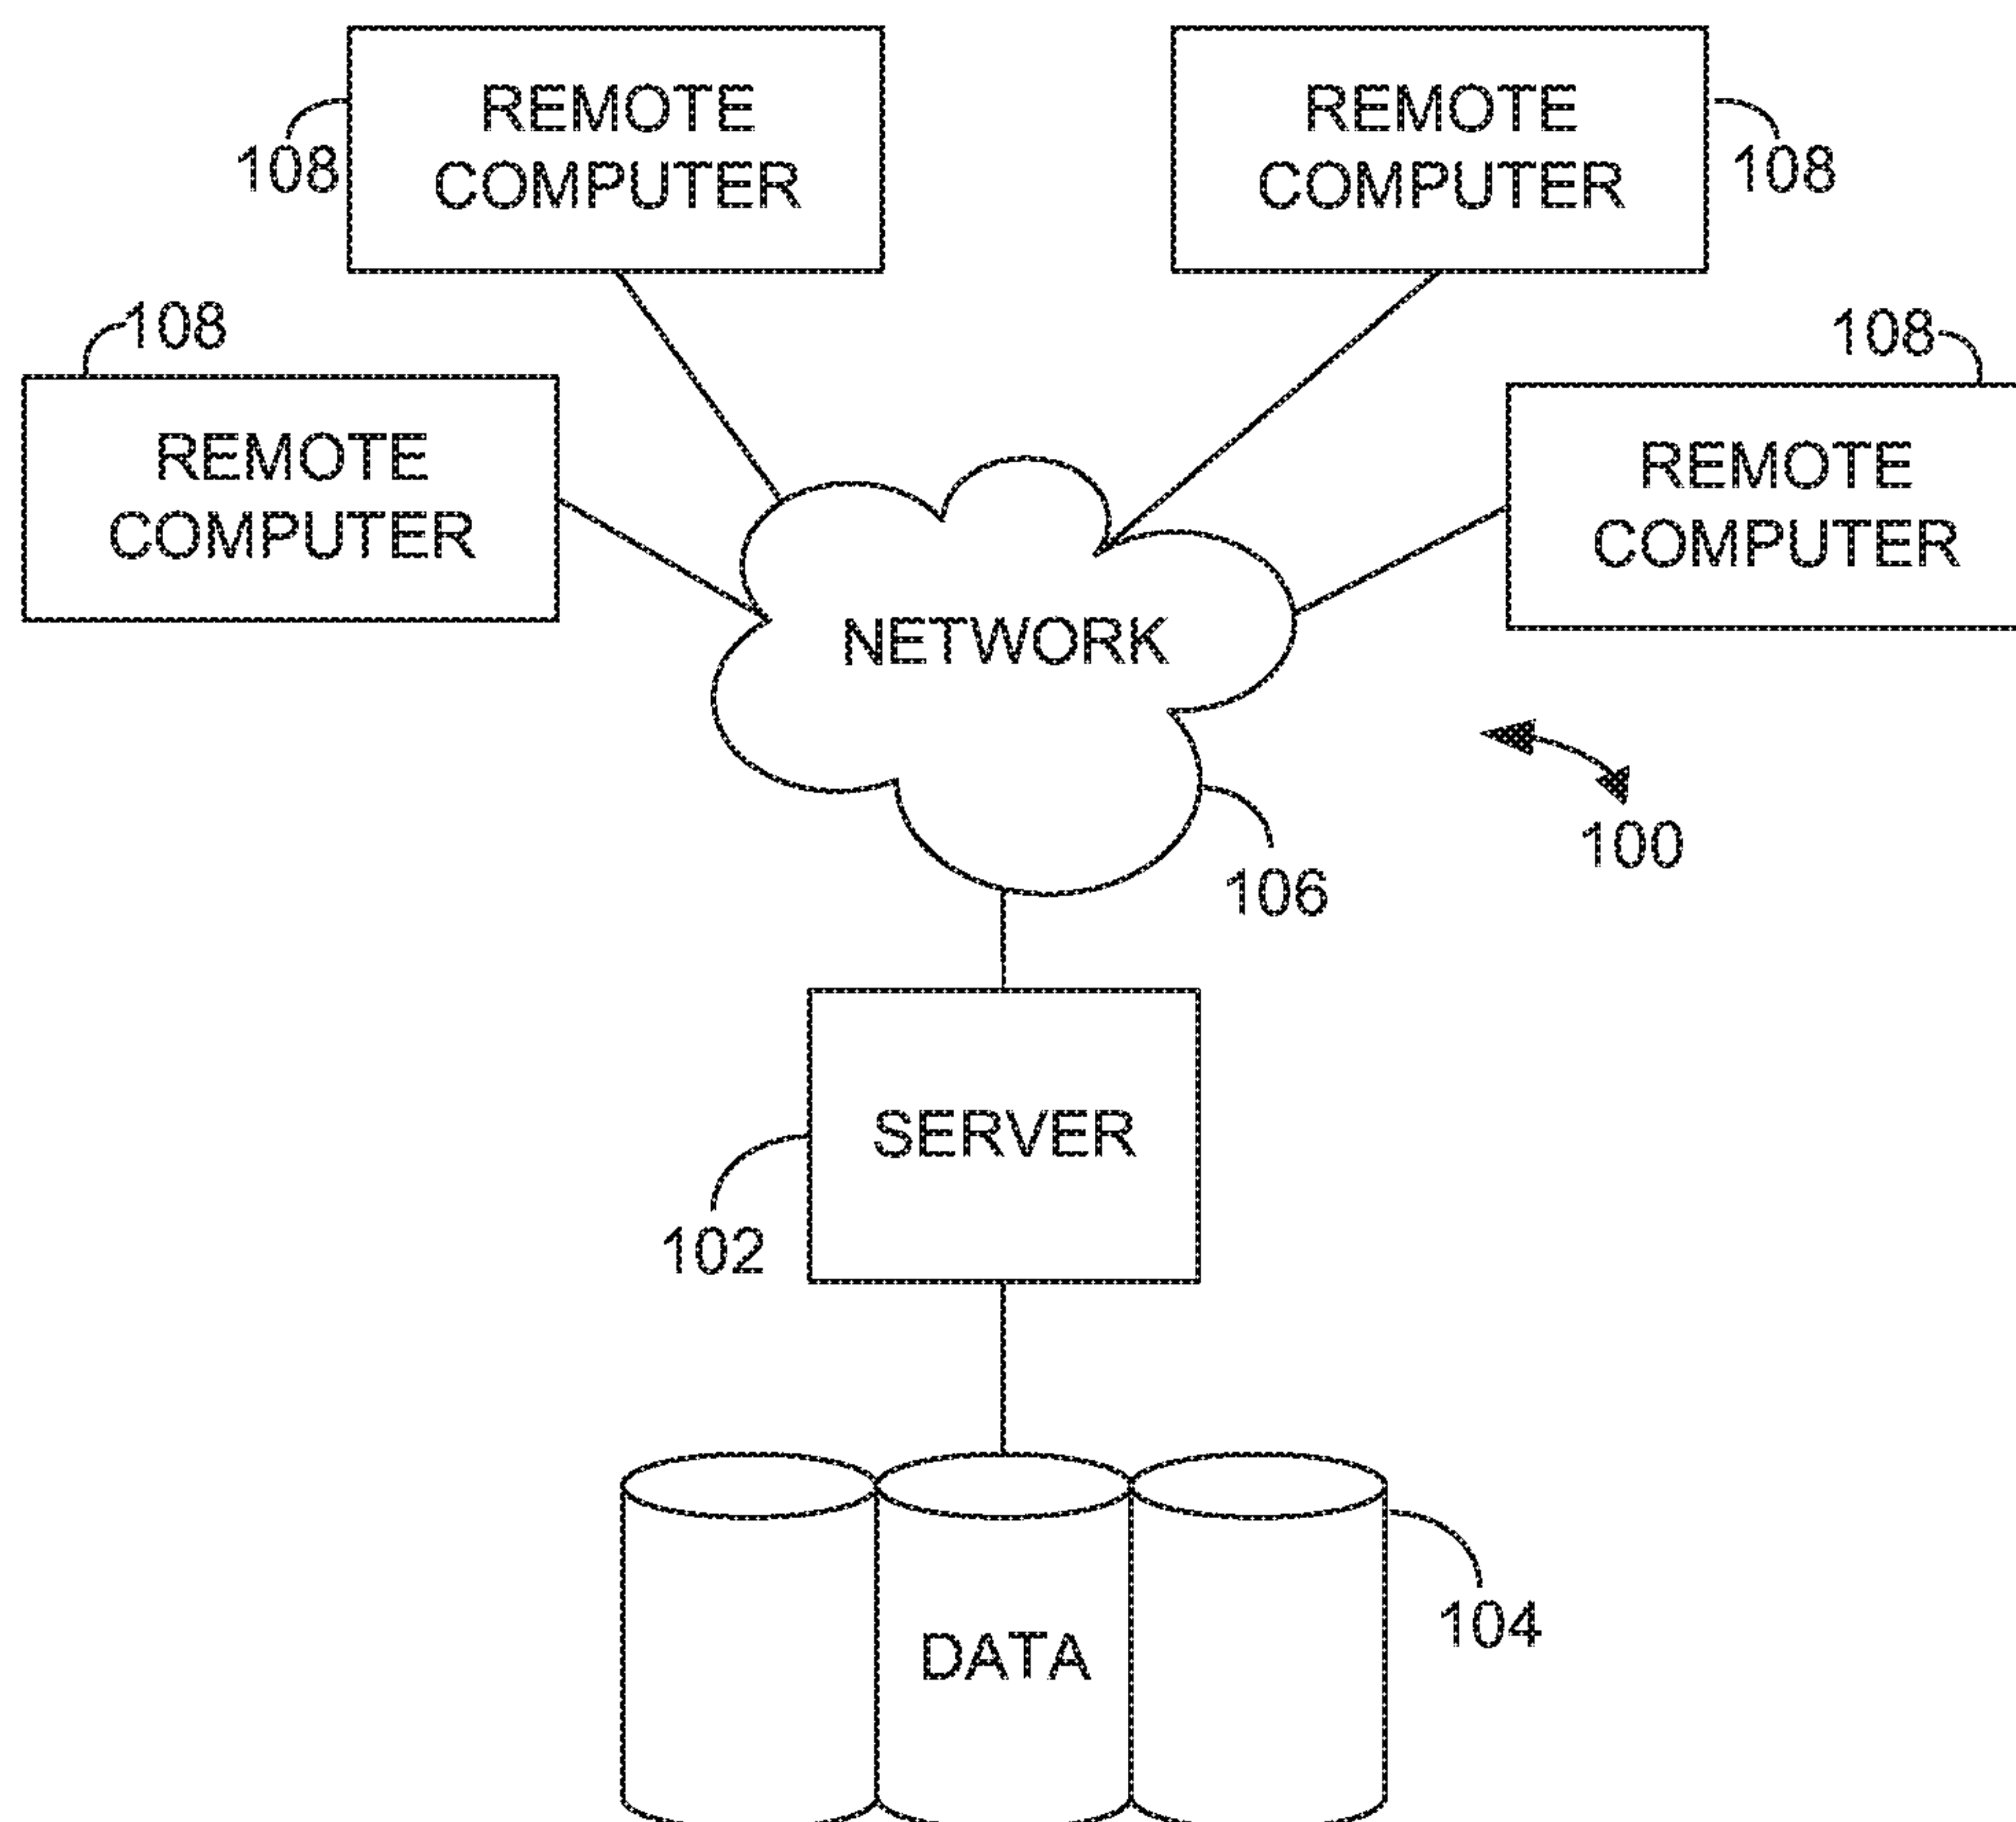 REMOTE
COMPUTER
108
REMOTE
COMPUTER
108
108
REMOTE
COMPUTER
108
REMOTE
COMPUTER
NETWORK
100
106
SERVER
102
104
DATA